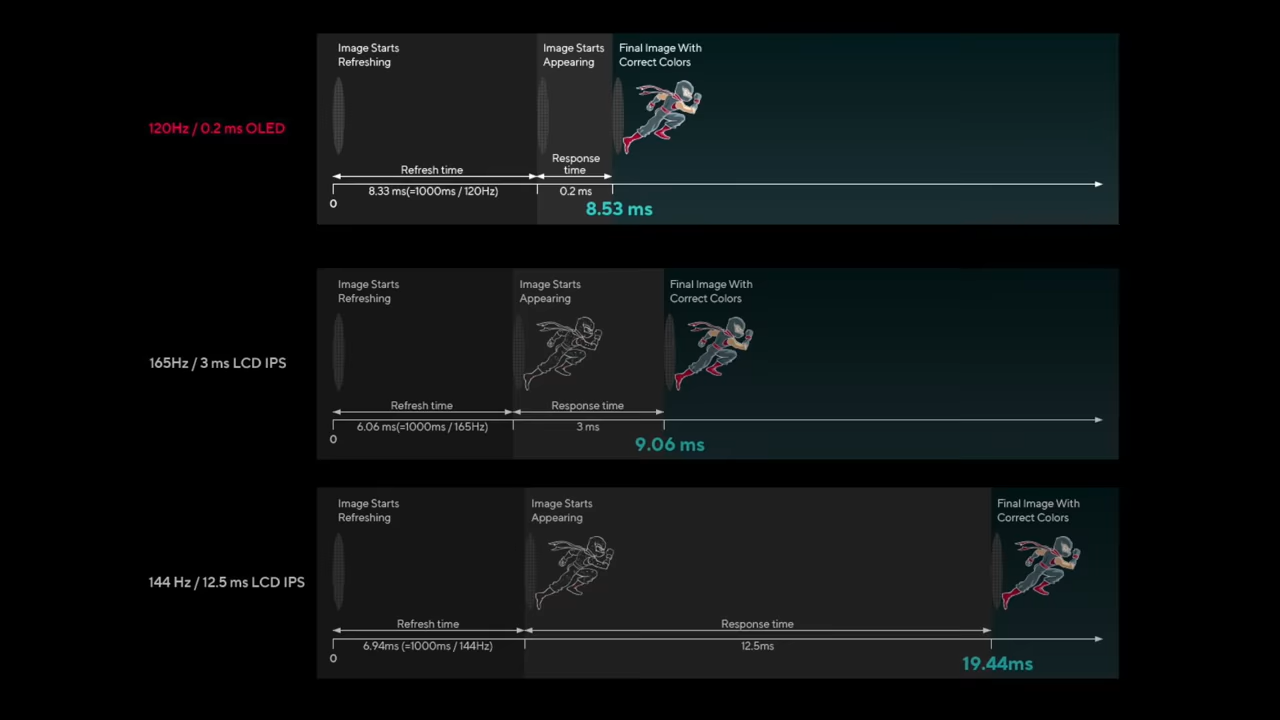 Image Starts
Refreshing
Image Starts
Appearing
Final Image With
Correct Colors
120Hz / 0.2 ms OLED
Refresh time
Response
time
8.33 ms(=1000ms / 120Hz)
0.2 ms
0
8.53 ms
Image Starts
Refreshing
Image Starts
Appearing
Final Image With
Correct Colors
165Hz / 3 ms LCD IPS
Refresh time
Response time
6.06 ms(=1000ms / 165Hz)
3 ms
0
9.06 ms
Image Starts
Refreshing
Image Starts
Appearing
Final Image With
Correct Colors
144 Hz / 12.5 ms LCD IPS
Refresh time
Response time
6.94ms (=1000ms / 144Hz)
12.5ms
0
19.44ms